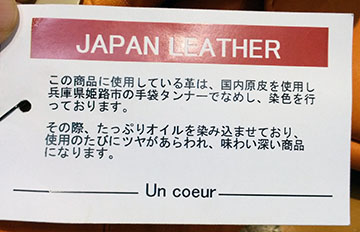 JAPAN LEATHER
この商品に使用している革は、国内原皮を使用し
兵庫県姫路市の手袋タンナーでなめし、染色を行
っております。
その際、たっぷりオイルを染み込ませており、
使用のたびにツヤがあらわれ、味わい深い商品
になります。
Un coeur